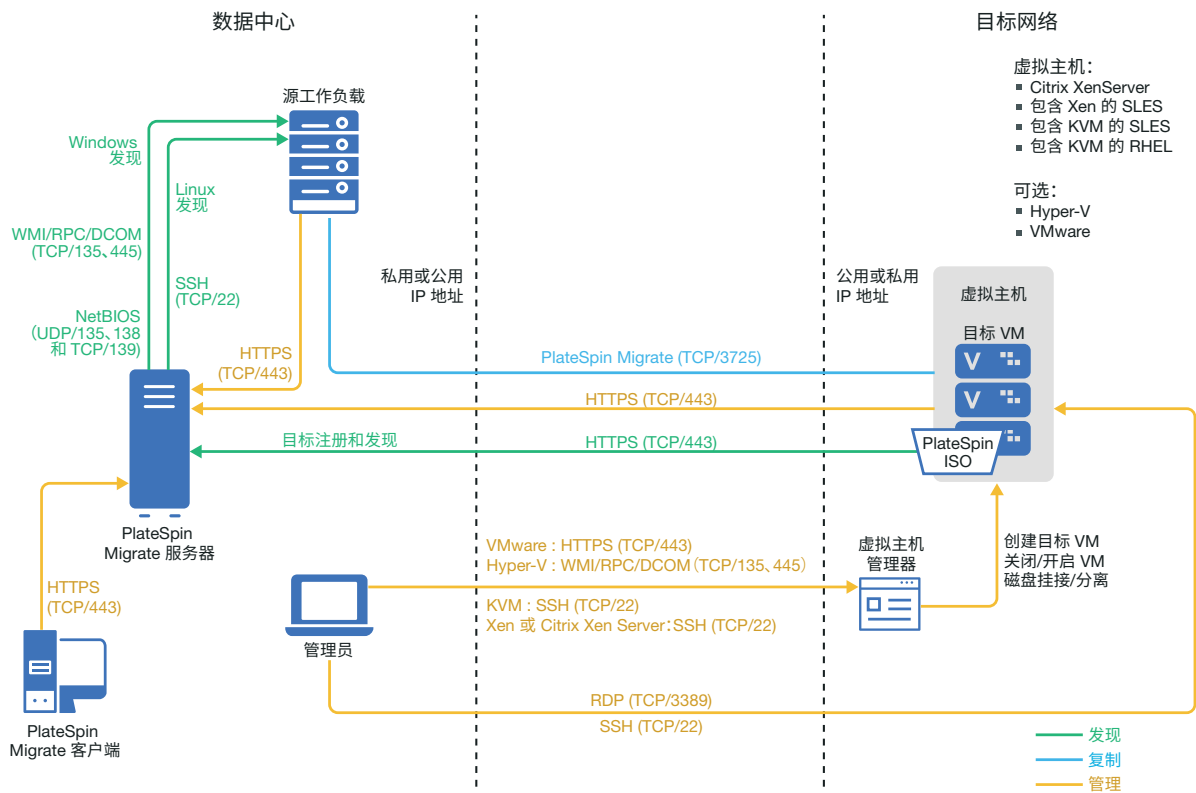 数据中心
目标网络
虚拟主机：
Citrix XenServer
包含 Xen 的 SLES
包含 KVM 的 SLES
包含 KVM 的 RHEL
可选：
Hyper-V
VMware
源工作负载
Windows
发现
Linux
发现
WMI/RPC/DCOM
(TCP/135、445)
SSH
(TCP/22)
NetBIOS
（UDP/135、138
和 TCP/139)
HTTPS
(TCP/443)
私用或公用
IP 地址
公用或私用
IP 地址
虚拟主机
目标 VM
V
V
PlateSpin
ISO
PlateSpin Migrate (TCP/3725)
HTTPS (TCP/443)
目标注册和发现
HTTPS (TCP/443)
PlateSpin
Migrate 服务器
HTTPS
(TCP/443)
PlateSpin
Migrate 客户端
管理员
VMware : HTTPS (TCP/443)
Hyper-V : WMI/RPC/DCOM（TCP/135、445）
KVM : SSH (TCP/22)
Xen 或 Citrix Xen Server：SSH (TCP/22)
虚拟主机
管理器
创建目标 VM
关闭/开启 VM
磁盘挂接/分离
RDP (TCP/3389)
SSH (TCP/22)
发现
复制
管理